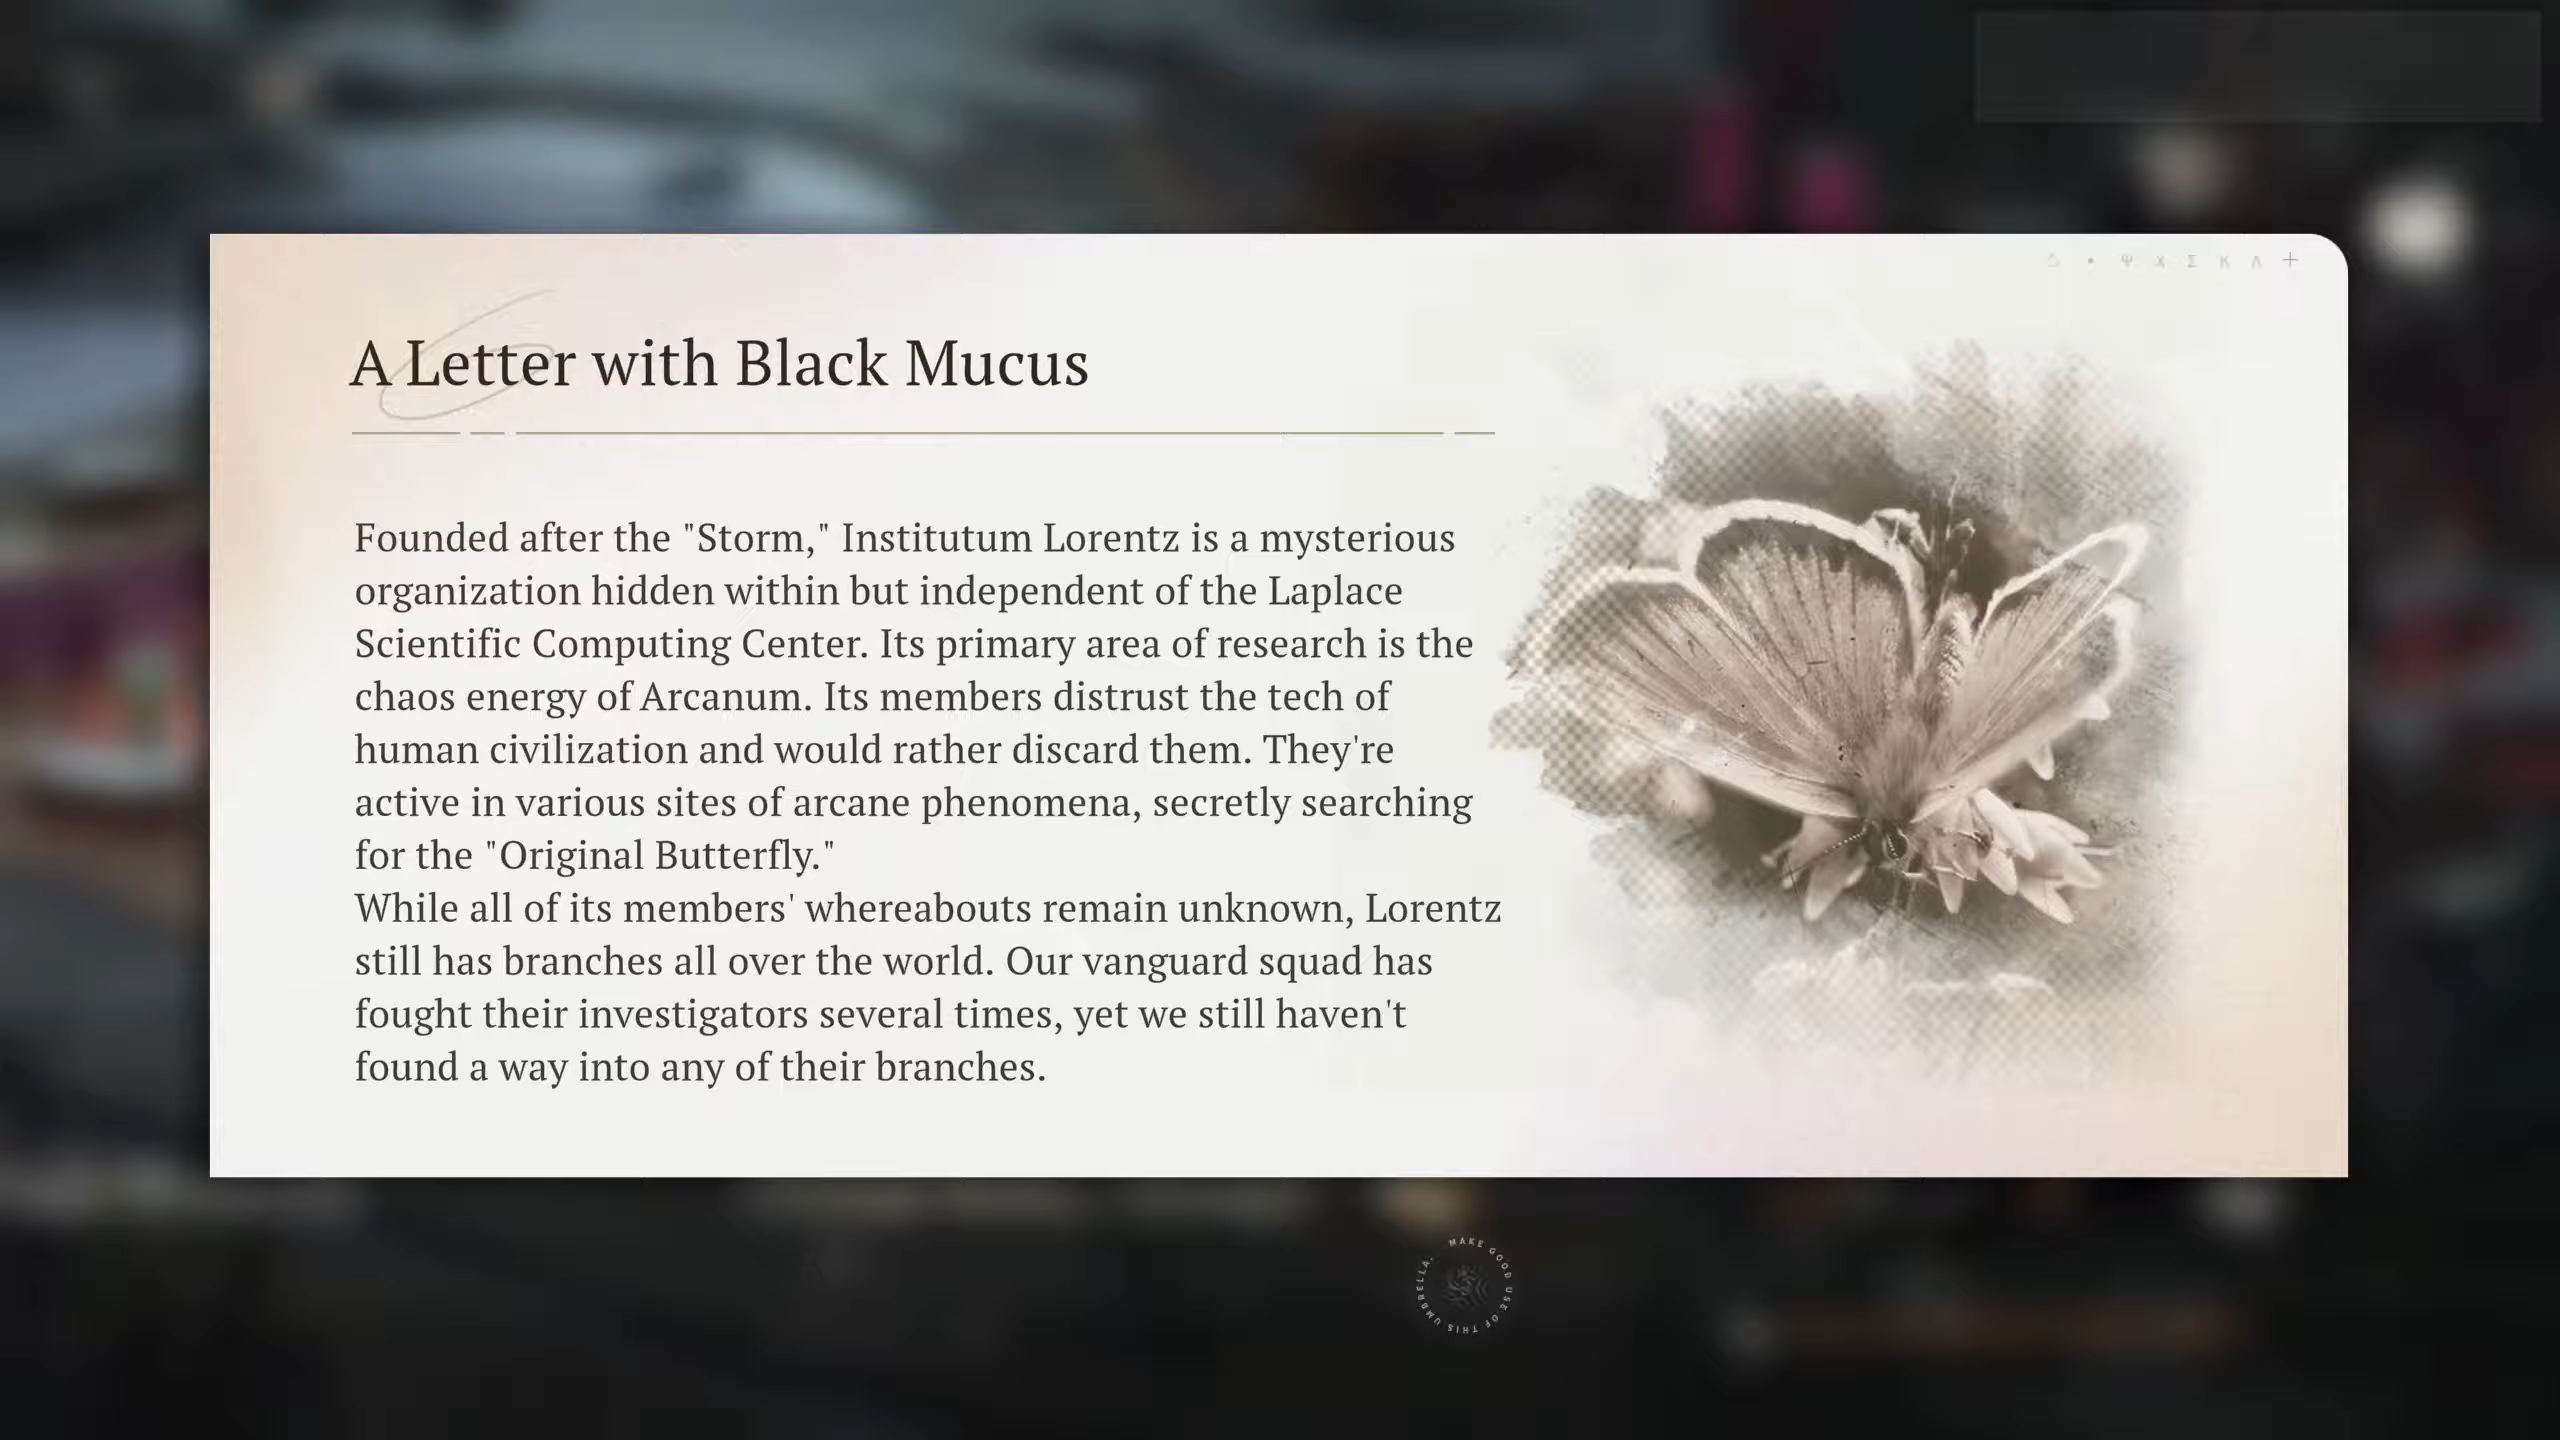 Δ • Ψ X Σ K Λ +
A Letter with Black Mucus
Founded after the "Storm," Institutum Lorentz is a mysterious
organization hidden within but independent of the Laplace
Scientific Computing Center. Its primary area of research is the
chaos energy of Arcanum. Its members distrust the tech of
human civilization and would rather discard them. They're
active in various sites of arcane phenomena, secretly searching
for the "Original Butterfly."
While all of its members' whereabouts remain unknown, Lorentz
still has branches all over the world. Our vanguard squad has
fought their investigators several times, yet we still haven't
found a way into any of their branches.
MAKE GOOD USE OF THIS UMBRELLA.